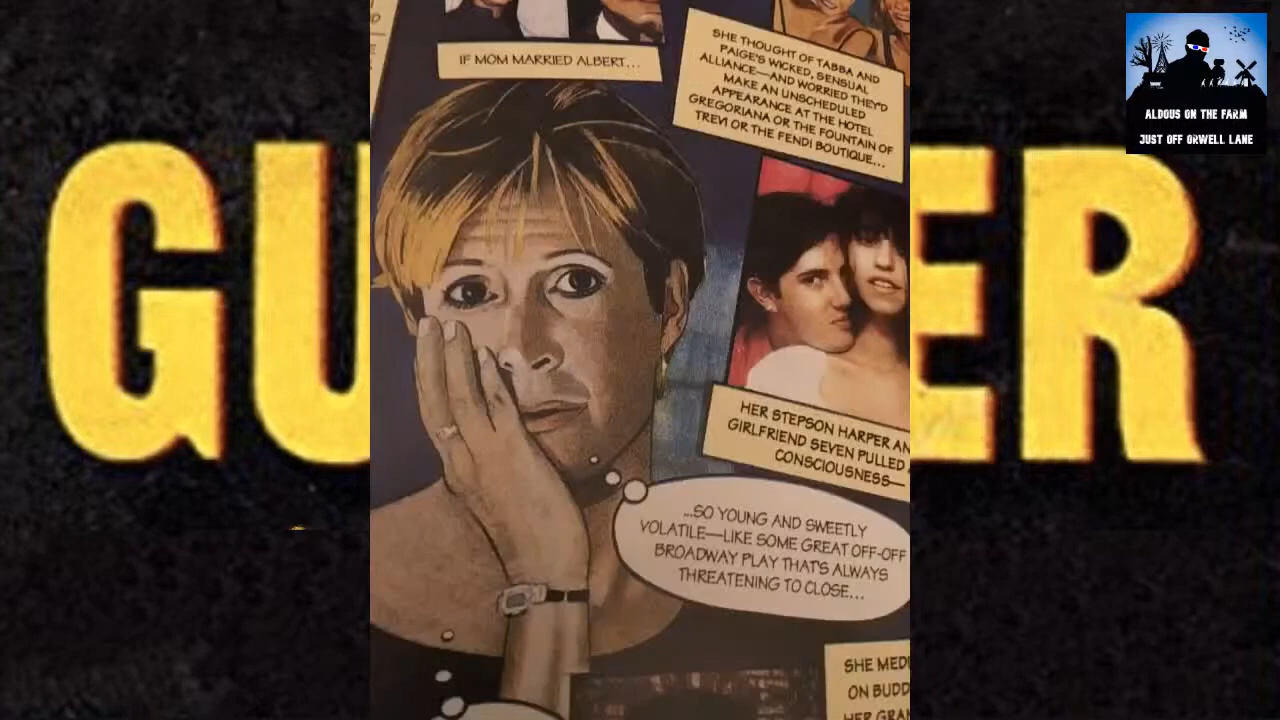 IF MOM MARRIED ALBERT...
SHE THOUGHT OF TABBA AND
PAIGE'S WICKED, SENSUAL
ALLIANCE—AND WORRIED THEY'D
MAKE AN UNSCHEDULED
APPEARANCE AT THE HOTEL
GREGORIANA OR THE FOUNTAIN OF
TREVI OR THE FENDI BOUTIQUE...
ALDOUS ON THE FARM
JUST OFF ORWELL LANE
GU
ER
HER STEPSON HARPER AN
GIRLFRIEND SEVEN PULLED
CONSCIOUSNESS—
...SO YOUNG AND SWEETLY
VOLATILE—LIKE SOME GREAT OFF-OFF
BROADWAY PLAY THAT'S ALWAYS
THREATENING TO CLOSE...
SHE MED
ON BUDD
HER GRAN